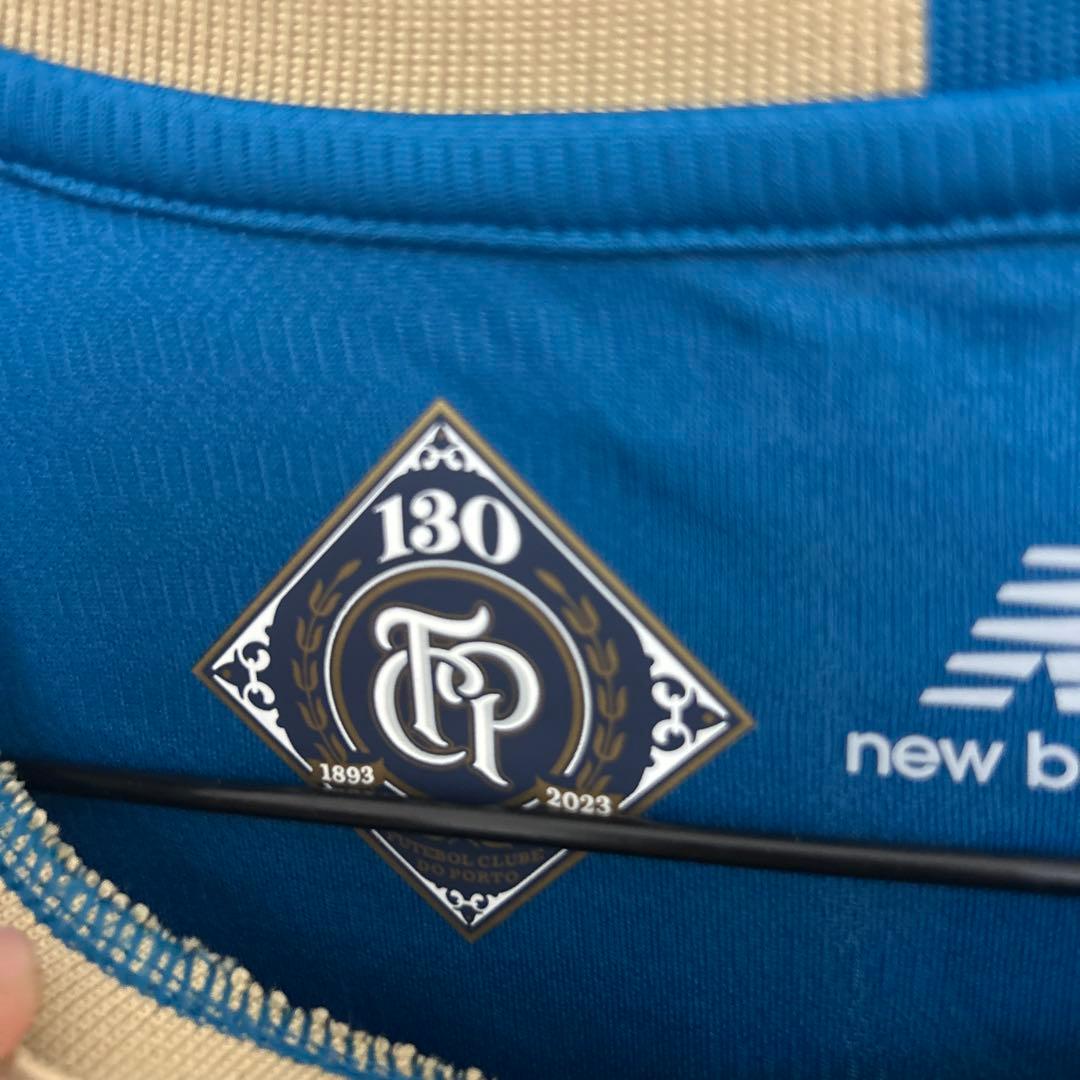 130
FCP
1893
2023
new b
FUTEBOL CLUBE
DO PORTO